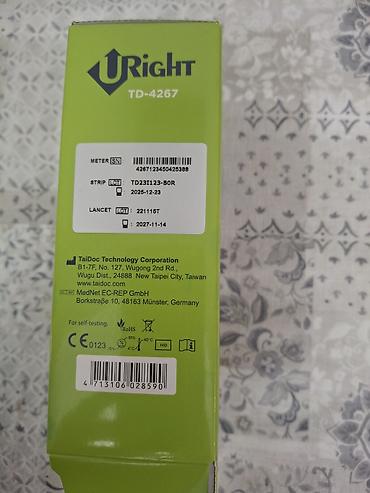 URIGHT
TD-4267
METER SN
4267123450425388
STRIP LOT TD23I123-B0R
2025-12-23
LANCET LOT 221115T
2027-11-14
TaiDoc Technology Corporation
B1-7F, No. 127, Wugong 2nd Rd.,
Wugu Dist., 24888 New Taipei City, Taiwan
www.taidoc.com
MedNet EC-REP GmbH
Borkstraße 10, 48163 Münster, Germany
For self-testing. RoHS
CE 0123
4 713106 028590